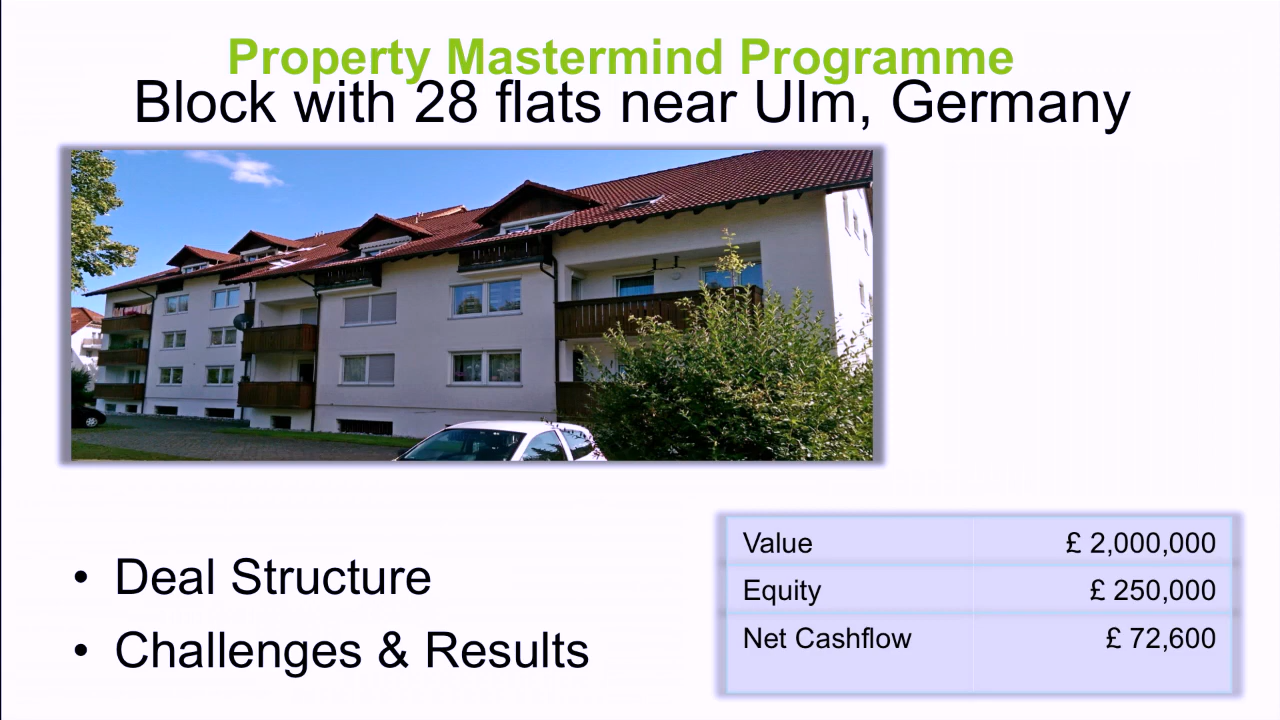 Property Mastermind Programme
Block with 28 flats near Ulm, Germany
• Deal Structure
• Challenges & Results
Value £ 2,000,000
Equity £ 250,000
Net Cashflow £ 72,600